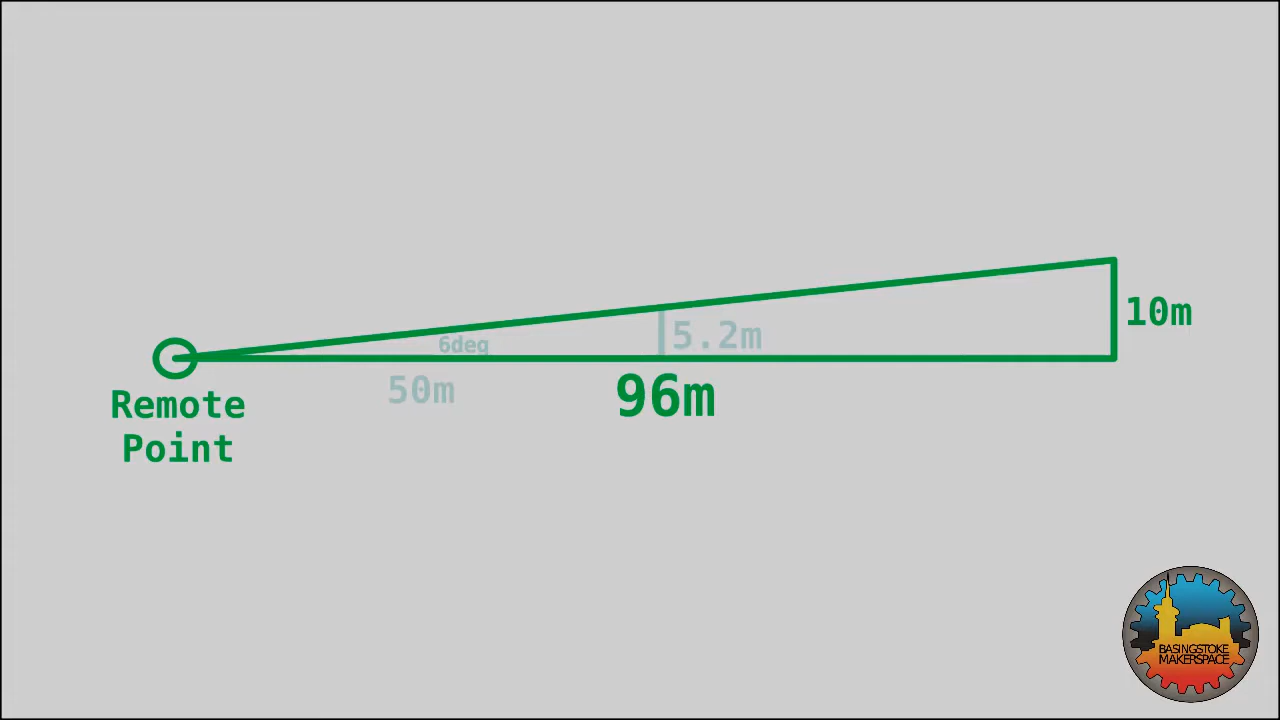 10m
5.2m
6deg
50m
96m
Remote
Point
BASINGSTOKE
MAKERSPACE